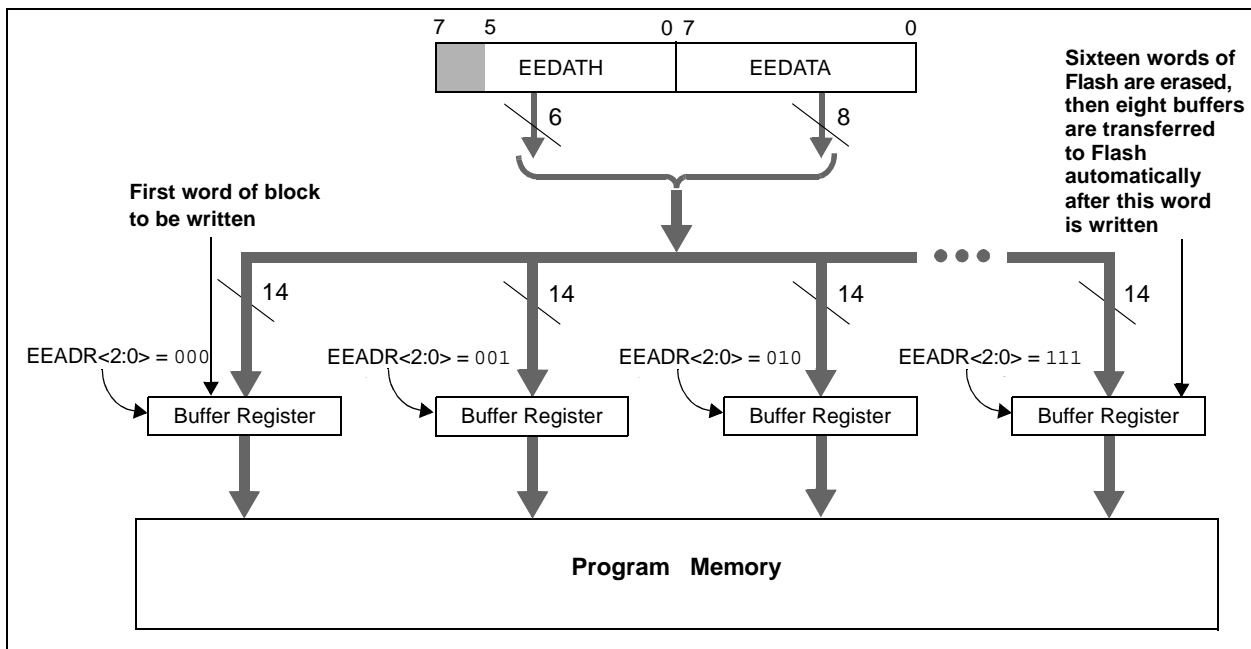 7 5 0 7 0
EEDATH EEDATA
6 8
Sixteen words of
Flash are erased,
then eight buffers
are transferred
to Flash
automatically
after this word
is written
First word of block
to be written
14 14 14 14
EEADR<2:0> = 000
EEADR<2:0> = 001
EEADR<2:0> = 010
EEADR<2:0> = 111
Buffer Register Buffer Register Buffer Register Buffer Register
Program Memory